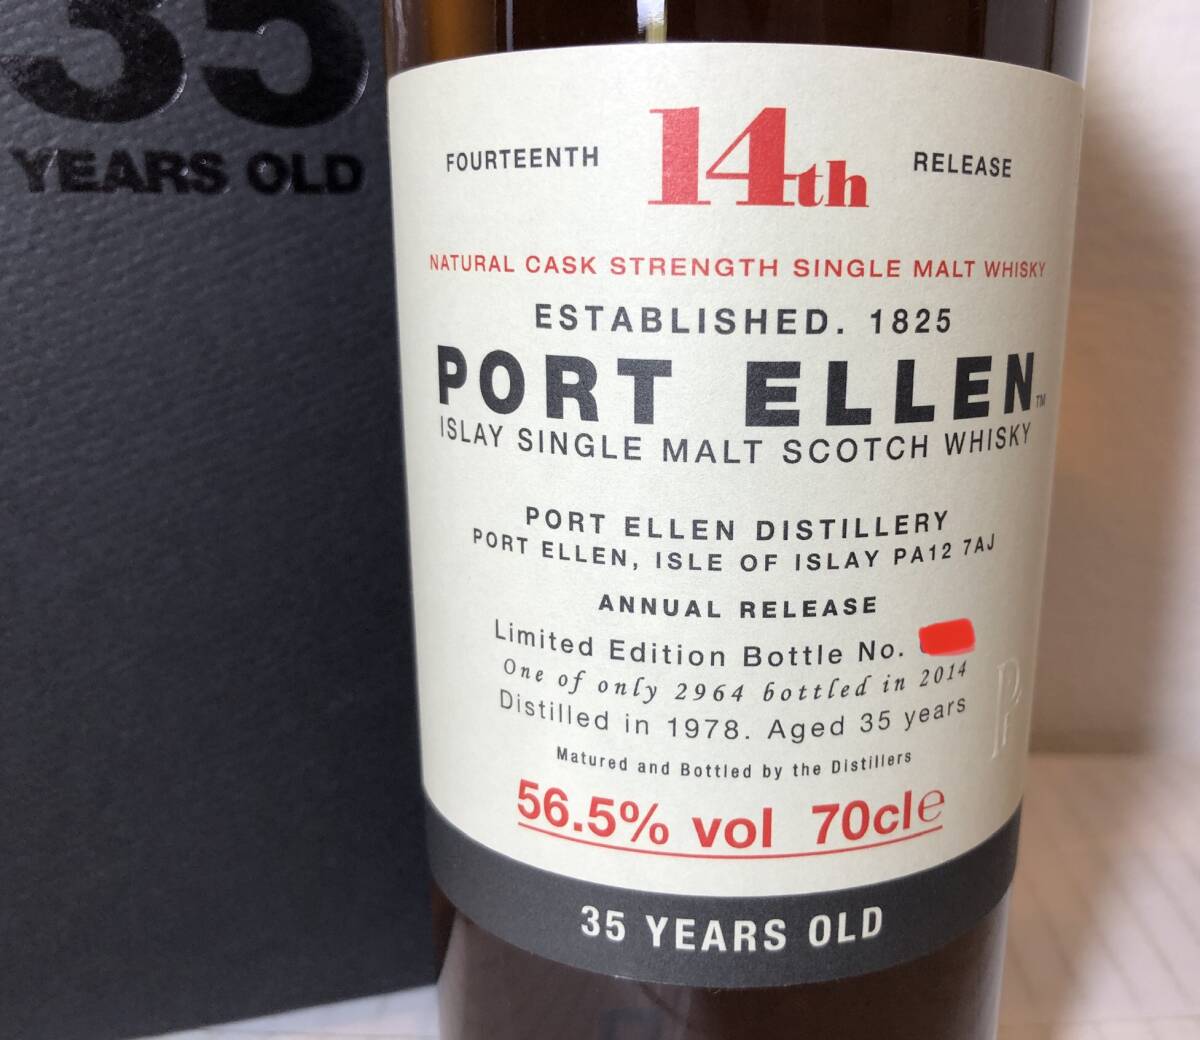 35
YEARS OLD
FOURTEENTH 14th RELEASE
NATURAL CASK STRENGTH SINGLE MALT WHISKY
ESTABLISHED. 1825
PORT ELLEN™
ISLAY SINGLE MALT SCOTCH WHISKY
PORT ELLEN DISTILLERY
PORT ELLEN, ISLE OF ISLAY PA12 7AJ
ANNUAL RELEASE
Limited Edition Bottle No.
One of only 2964 bottled in 2014
Distilled in 1978. Aged 35 years
Matured and Bottled by the Distillers
56.5% vol 70cl℮
35 YEARS OLD